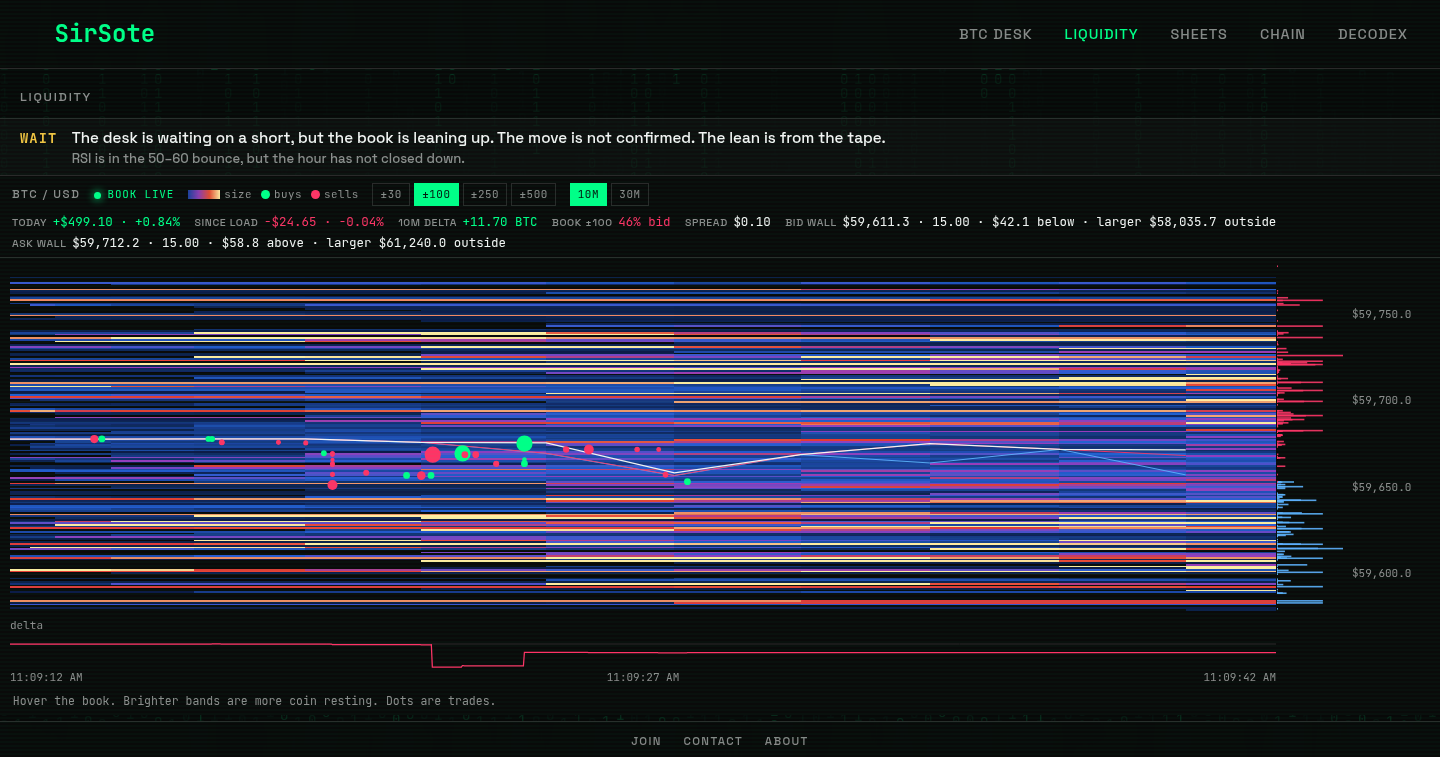 SirSote
BTC DESK LIQUIDITY SHEETS CHAIN DECODEX
LIQUIDITY
WAIT The desk is waiting on a short, but the book is leaning up. The move is not confirmed. The lean is from the tape.
RSI is in the 50–60 bounce, but the hour has not closed down.
BTC / USD BOOK LIVE size buys sells ±30 ±100 ±250 ±500 10M 30M
TODAY +$499.10 · +0.84% SINCE LOAD -$24.65 · -0.04% 10M DELTA +11.70 BTC BOOK ±100 46% bid SPREAD $0.10 BID WALL $59,611.3 · 15.00 · $42.1 below · larger $58,035.7 outside
ASK WALL $59,712.2 · 15.00 · $58.8 above · larger $61,240.0 outside
$59,750.0
$59,700.0
$59,650.0
$59,600.0
delta
11:09:12 AM 11:09:27 AM 11:09:42 AM
Hover the book. Brighter bands are more coin resting. Dots are trades.
JOIN CONTACT ABOUT